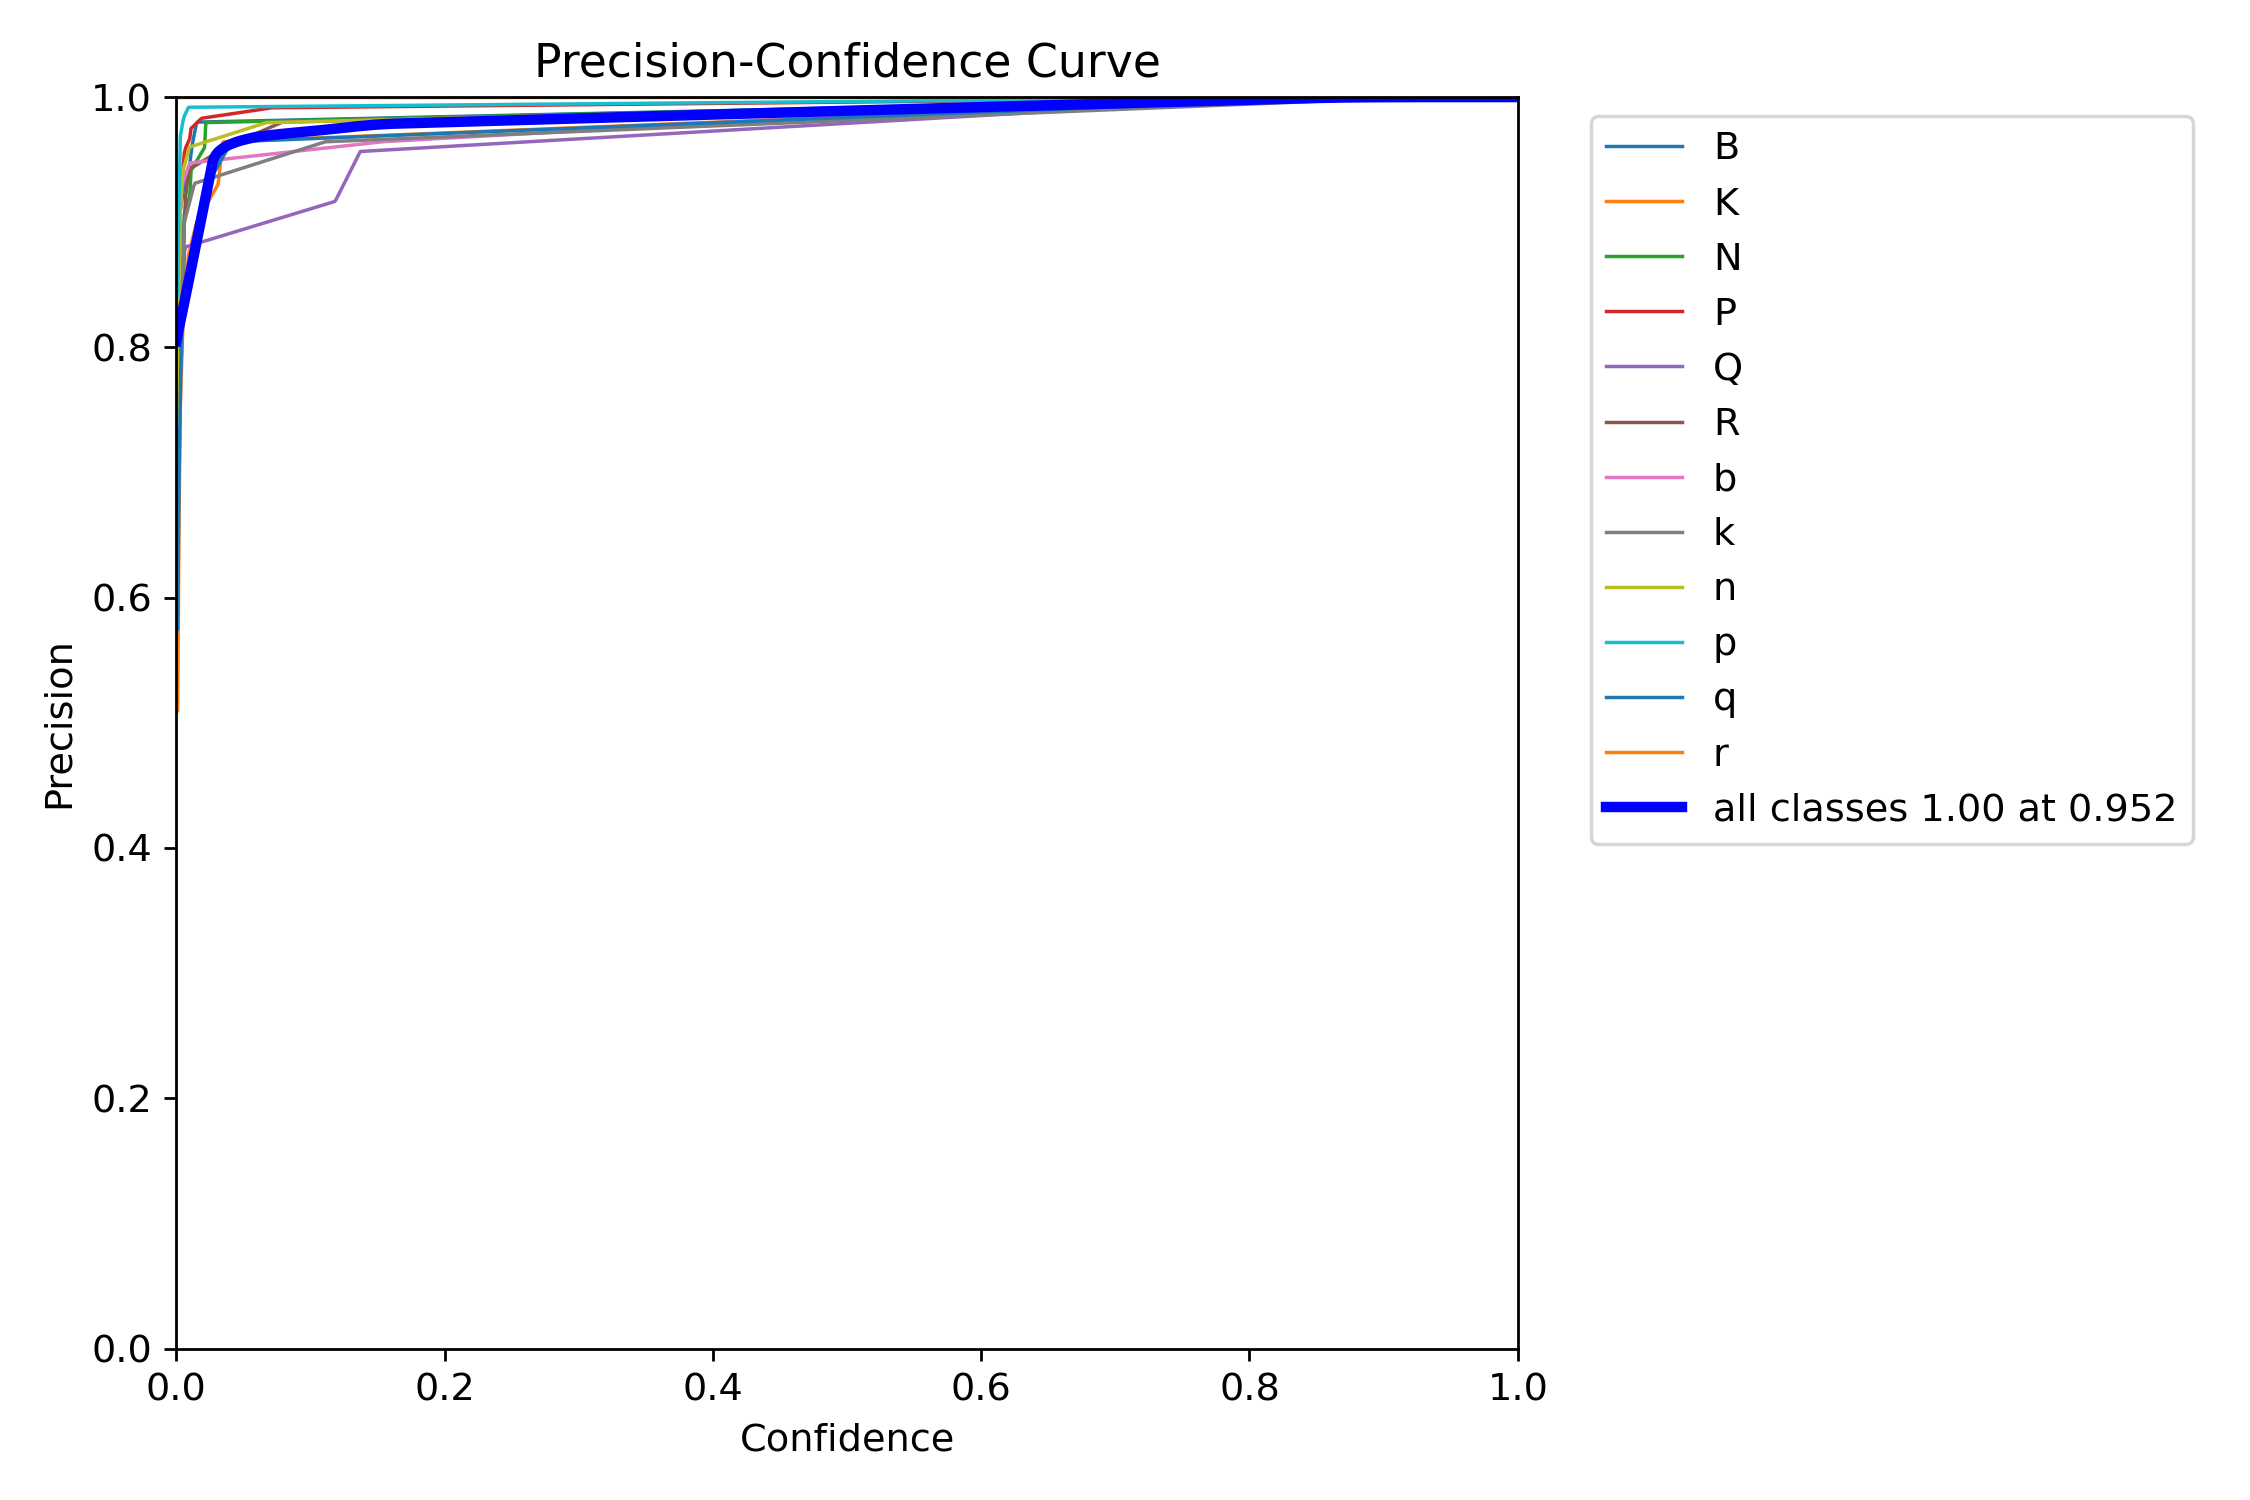 Precision-Confidence Curve
1.0
0.8
0.6
0.4
0.2
0.0
Precision
0.0 0.2 0.4 0.6 0.8 1.0
Confidence
B
K
N
P
Q
R
b
k
n
p
q
r
all classes 1.00 at 0.952